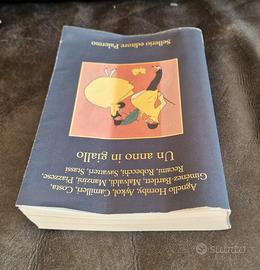 Agnello Hornby, Aykol, Camilleri, Costa,
Giménez-Bartlett, Malvaldi, Manzini, Piazzese,
Recami, Robecchi, Savatteri, Stassi
Un anno in giallo
Sellerio editore Palermo
subito